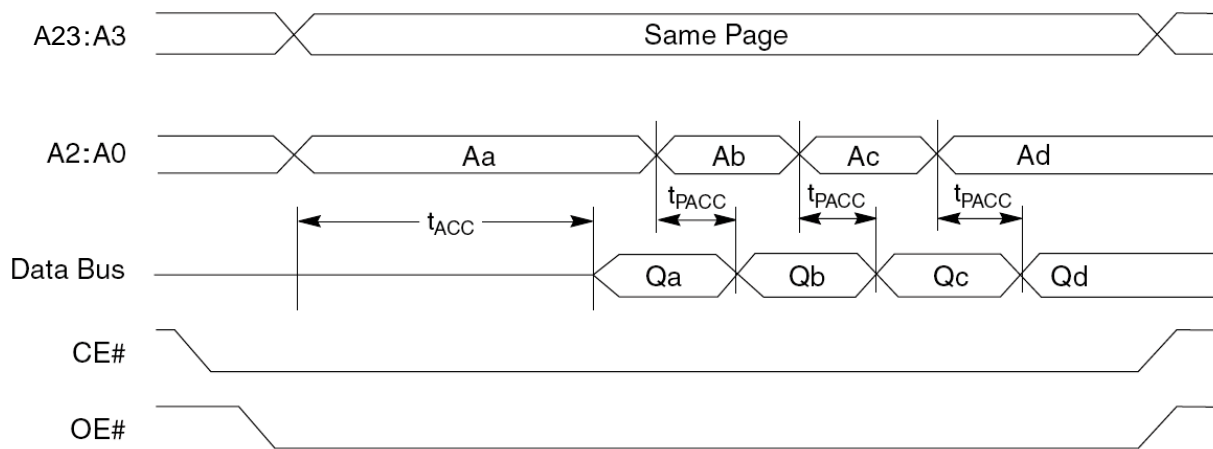 A23:A3 Same Page
A2:A0 Aa Ab Ac Ad
tPACC tPACC tPACC
tACC
Data Bus Qa Qb Qc Qd
CE#
OE#